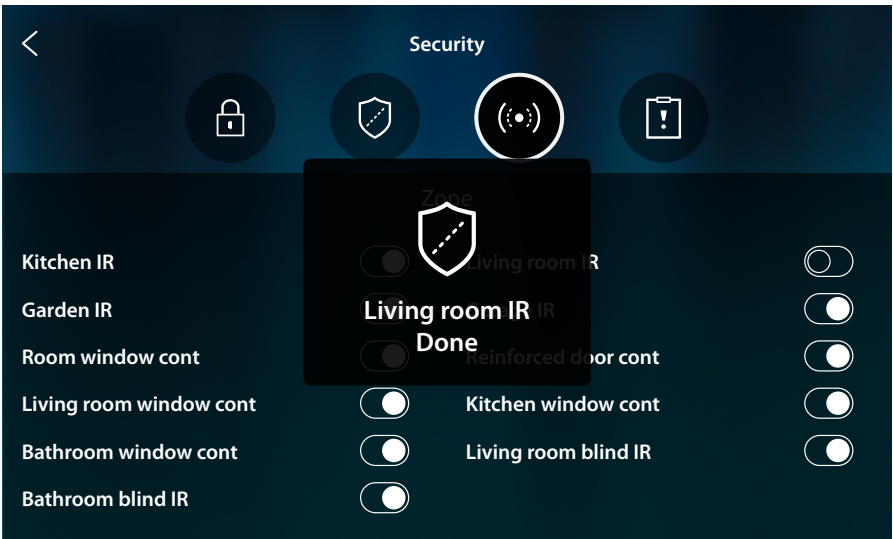 Security
Zone
Kitchen IR
Living room IR
Garden IR
Room window cont
Reinforced door cont
Living room IR
Done
Living room window cont
Kitchen window cont
Bathroom window cont
Living room blind IR
Bathroom blind IR